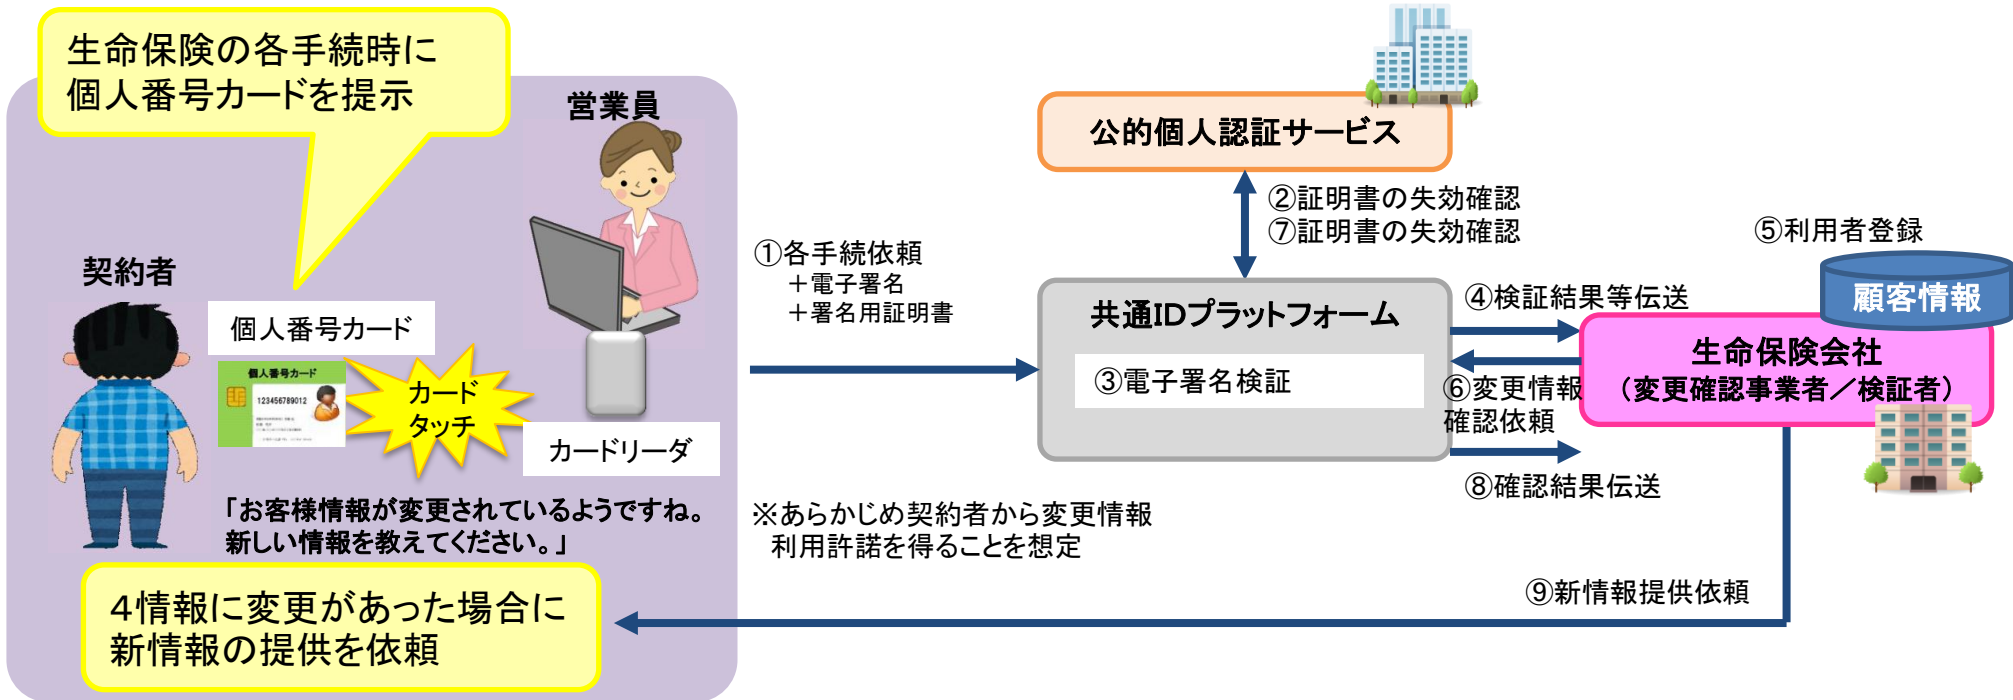 生命保険の各手続時に
個人番号カードを提示
営業員
契約者
個人番号カード
個人番号カード
123456789012
カード
タッチ
カードリーダ
「お客様情報が変更されているようですね。
新しい情報を教えてください。」
4情報に変更があった場合に
新情報の提供を依頼
①各手続依頼
＋電子署名
＋署名用証明書
※あらかじめ契約者から変更情報
利用許諾を得ることを想定
公的個人認証サービス
②証明書の失効確認
⑦証明書の失効確認
共通IDプラットフォーム
③電子署名検証
④検証結果等伝送
⑤利用者登録
顧客情報
生命保険会社
（変更確認事業者／検証者）
⑥変更情報
確認依頼
⑧確認結果伝送
⑨新情報提供依頼